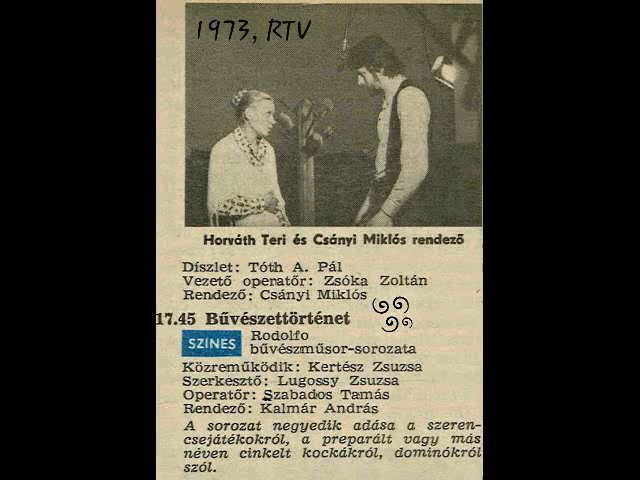 1973, RTV
Horváth Teri és Csányi Miklós rendező
Díszlet: Tóth A. Pál
Vezető operatőr: Zsóka Zoltán
Rendező: Csányi Miklós
17.45 Bűvészettörténet
SZINES
Rodolfo
bűvészműsor-sorozata
Közreműködik: Kertész Zsuzsa
Szerkesztő: Lugossy Zsuzsa
Operatőr: Szabados Tamás
Rendező: Kalmár András
A sorozat negyedik adása a szeren-
csejátékokról, a preparált vagy más
néven cinkelt kockákról, dominókról
szól.